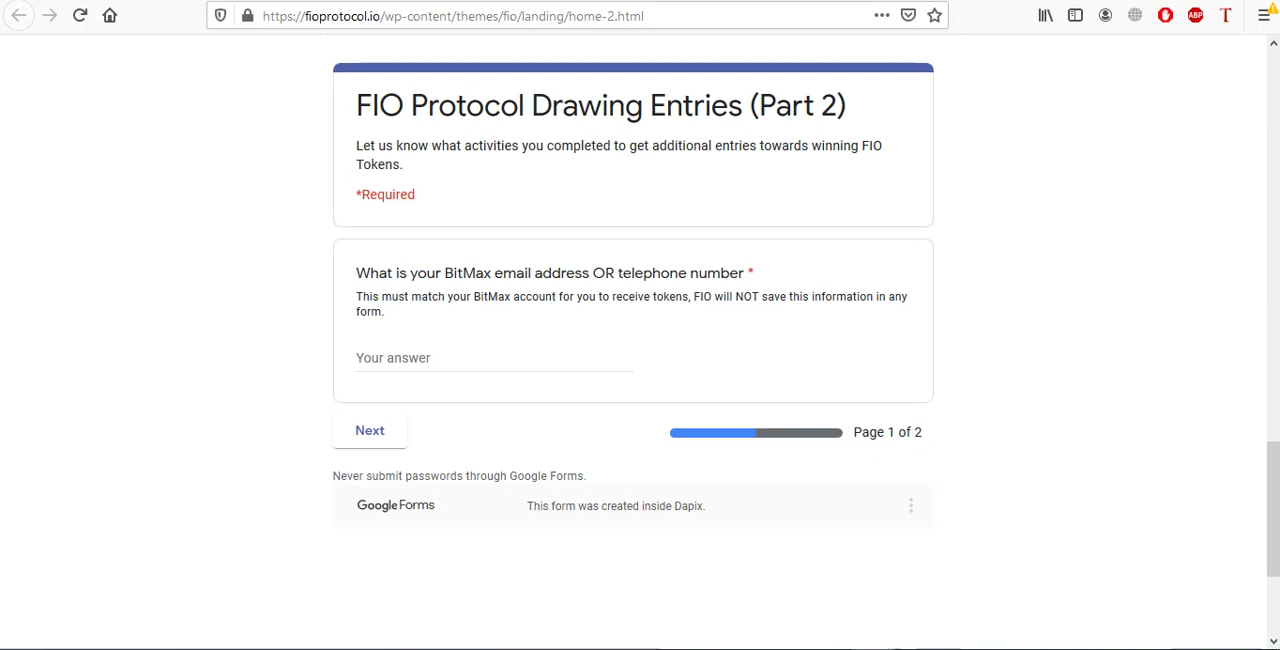 https://fioprotocol.io/wp-content/themes/fio/landing/home-2.html
ABP
T
FIO Protocol Drawing Entries (Part 2)
Let us know what activities you completed to get additional entries towards winning FIO
Tokens.
*Required
What is your BitMax email address OR telephone number *
This must match your BitMax account for you to receive tokens, FIO will NOT save this information in any
form.
Your answer
Next
Page 1 of 2
Never submit passwords through Google Forms.
Google Forms
This form was created inside Dapix.